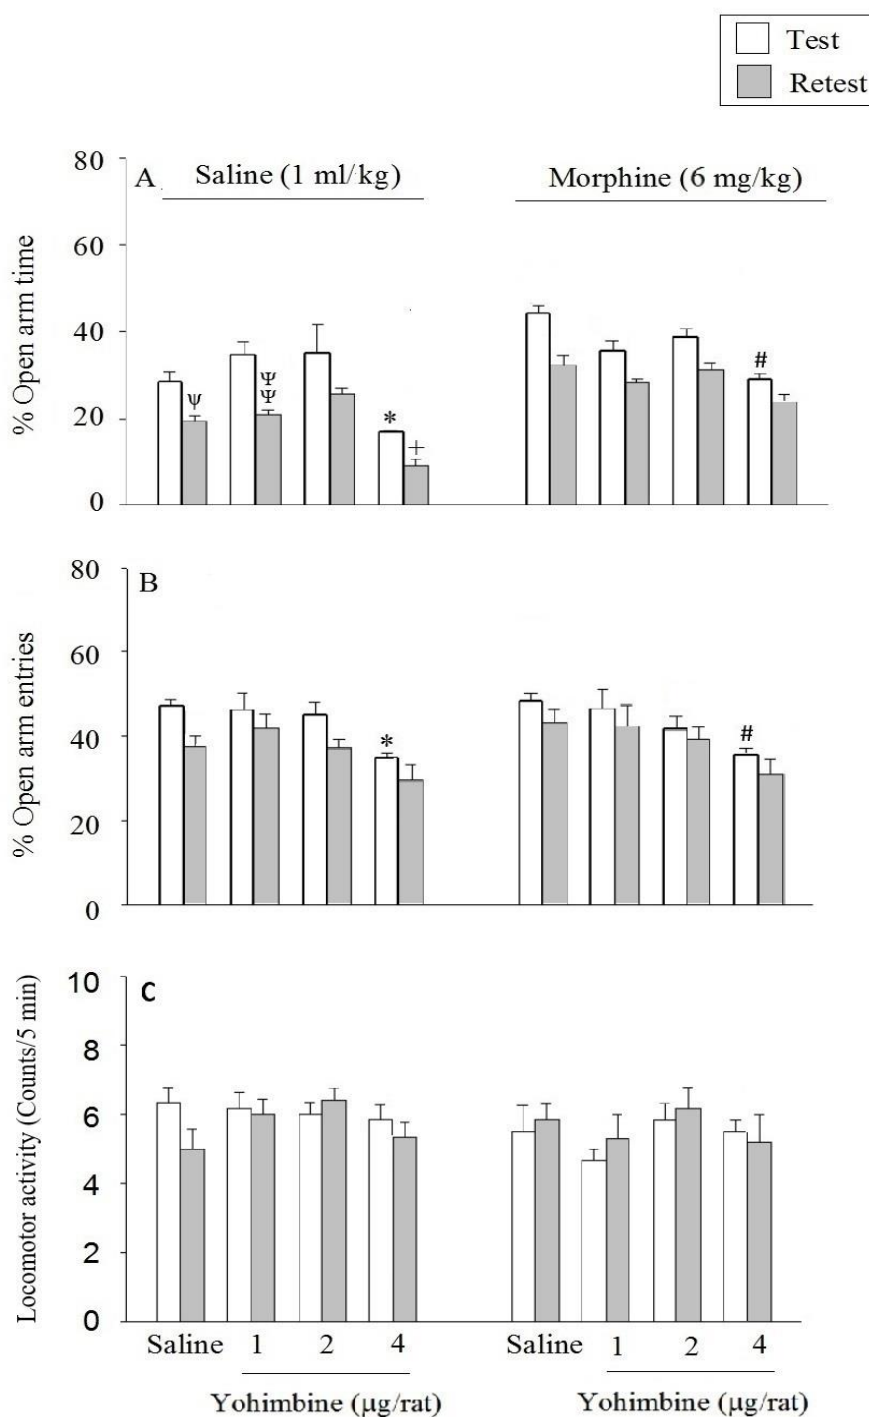 Test
Retest
80
A
Saline (1 ml/kg)
Morphine (6 mg/kg)
60
% Open arm time
40
#
Ψ
Ψ
ψ
20
*
+
0
80
B
60
% Open arm entries
40
*
#
20
0
10
C
Locomotor activity (Counts/5 min)
8
6
4
2
0
Saline 1 2 4 Saline 1 2 4
Yohimbine (μg/rat) Yohimbine (μg/rat)